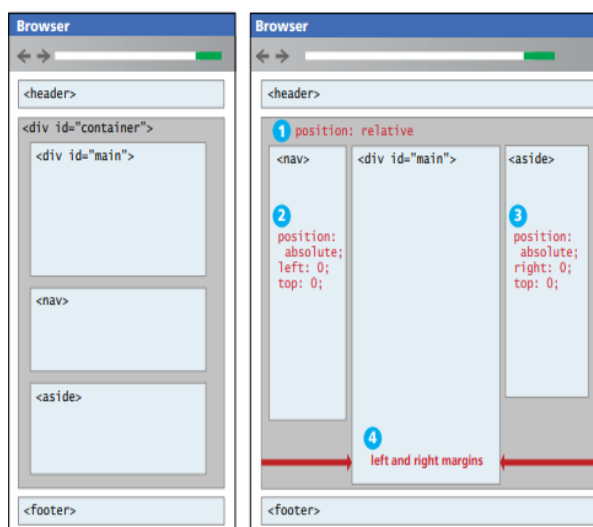 Browser
<header>
<div id="container">
<div id="main">
<nav>
<aside>
<footer>
Browser
<header>
1 position: relative
<nav>
2
position:
absolute;
left: 0;
top: 0;
<div id="main">
4
left and right margins
<aside>
3
position:
absolute;
right: 0;
top: 0;
<footer>